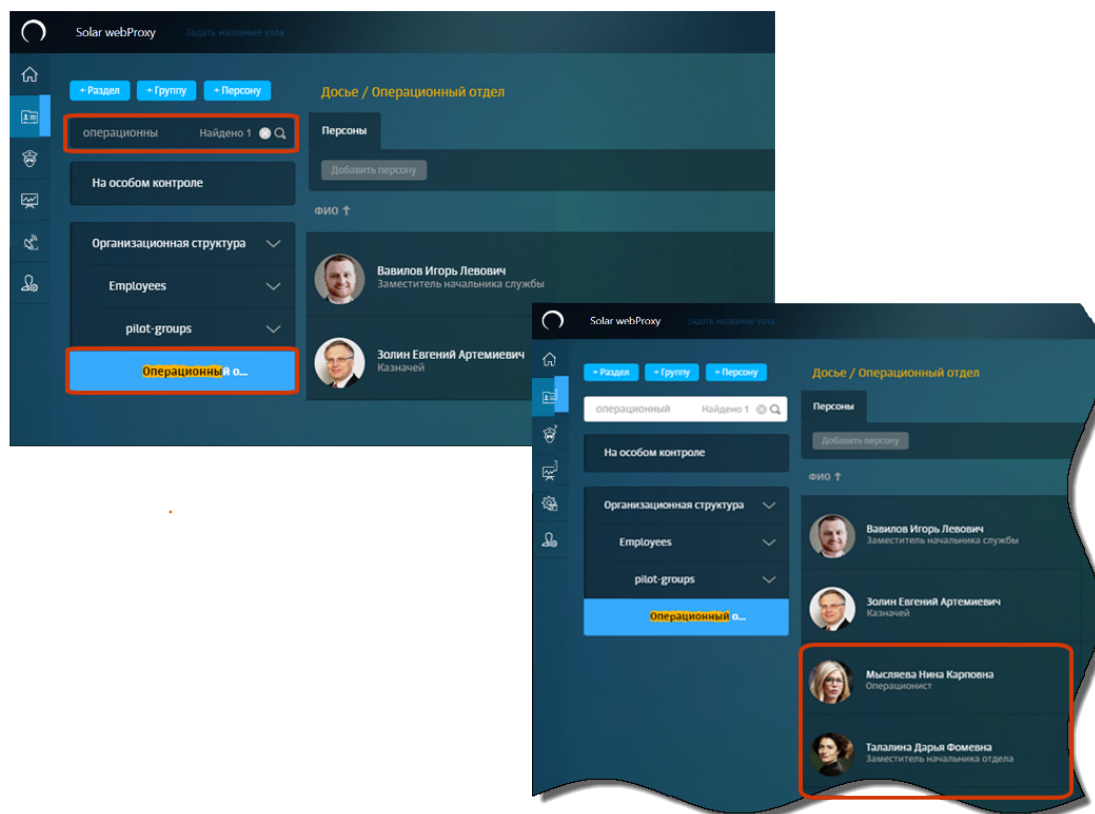 Solar webProxy Задать название узла
+ Раздел + Группу + Персону
операционны Найдено 1
На особом контроле
Организационная структура
Employees
pilot-groups
Операционный о...
Досье / Операционный отдел
Персоны
Добавить персону
ФИО ↑
Вавилов Игорь Левович
Заместитель начальника службы
Золин Евгений Артемиевич
Казначей
Solar webProxy Задать название узла
+ Раздел + Группу + Персону
операционный Найдено 1
На особом контроле
Организационная структура
Employees
pilot-groups
Операционный о...
Досье / Операционный отдел
Персоны
Добавить персону
ФИО ↑
Вавилов Игорь Левович
Заместитель начальника службы
Золин Евгений Артемиевич
Казначей
Мысляева Нина Карповна
Операционист
Талалина Дарья Фомевна
Заместитель начальника отдела